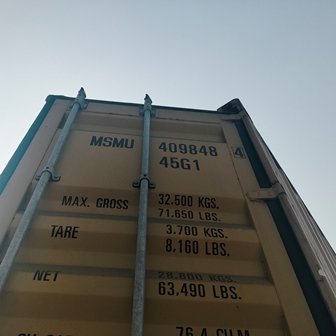 MSMU 409848 4
45G1
MAX. GROSS 32.500 KGS.
71.650 LBS.
TARE 3.700 KGS.
8.160 LBS.
NET 28.800 KGS.
63,490 LBS.
76.4 CU.M.